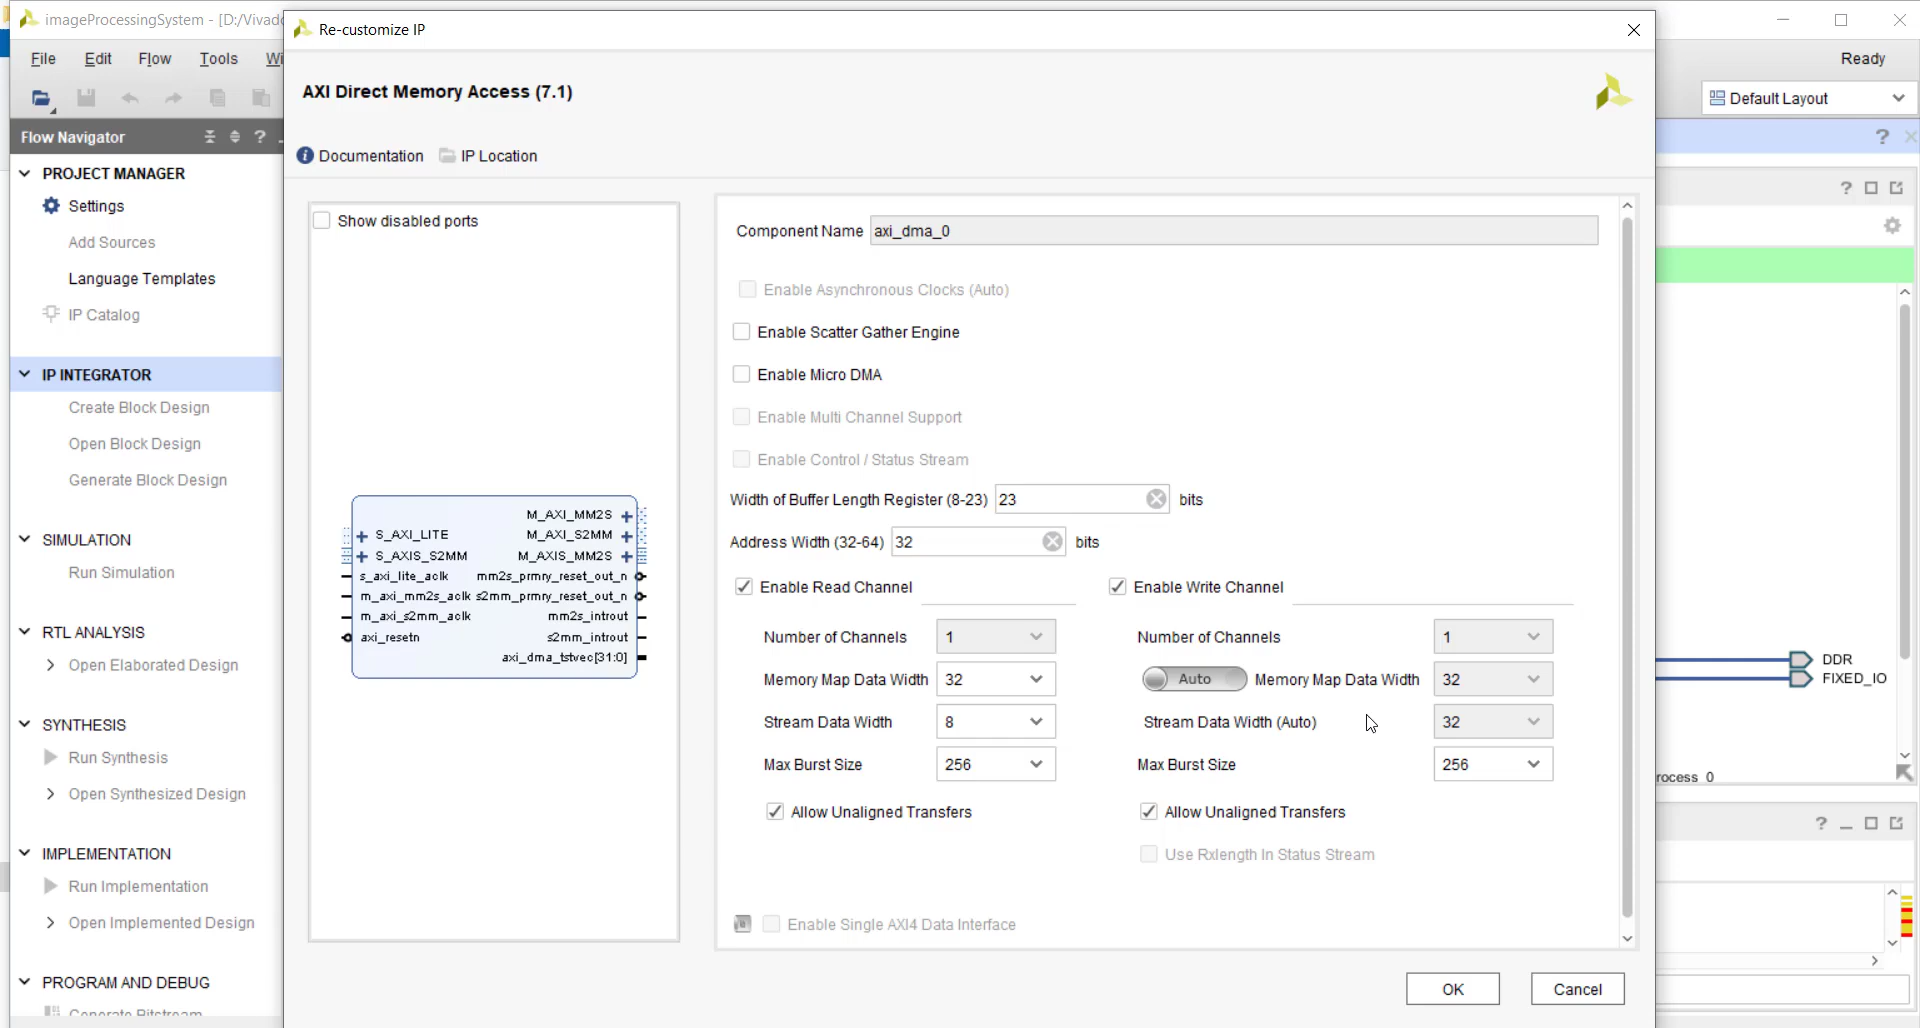 imageProcessingSystem - [D:/Vivado
File Edit Flow Tools Wi
Flow Navigator
PROJECT MANAGER
Settings
Add Sources
Language Templates
IP Catalog
IP INTEGRATOR
Create Block Design
Open Block Design
Generate Block Design
SIMULATION
Run Simulation
RTL ANALYSIS
Open Elaborated Design
SYNTHESIS
Run Synthesis
Open Synthesized Design
IMPLEMENTATION
Run Implementation
Open Implemented Design
PROGRAM AND DEBUG
Generate Bitstream
Re-customize IP
AXI Direct Memory Access (7.1)
Documentation IP Location
Show disabled ports
M_AXI_MM2S
S_AXI_LITE M_AXI_S2MM
S_AXIS_S2MM M_AXIS_MM2S
s_axi_lite_aclk mm2s_prmry_reset_out_n
m_axi_mm2s_aclk s2mm_prmry_reset_out_n
m_axi_s2mm_aclk mm2s_introut
axi_resetn s2mm_introut
axi_dma_tstvec[31:0]
Component Name axi_dma_0
Enable Asynchronous Clocks (Auto)
Enable Scatter Gather Engine
Enable Micro DMA
Enable Multi Channel Support
Enable Control / Status Stream
Width of Buffer Length Register (8-23) 23 bits
Address Width (32-64) 32 bits
Enable Read Channel Enable Write Channel
Number of Channels 1 Number of Channels 1
Memory Map Data Width 32 Auto Memory Map Data Width 32
Stream Data Width 8 Stream Data Width (Auto) 32
Max Burst Size 256 Max Burst Size 256
Allow Unaligned Transfers Allow Unaligned Transfers
Use Rxlength In Status Stream
Enable Single AXI4 Data Interface
OK Cancel
Ready
Default Layout
DDR
FIXED_IO
rocess_0